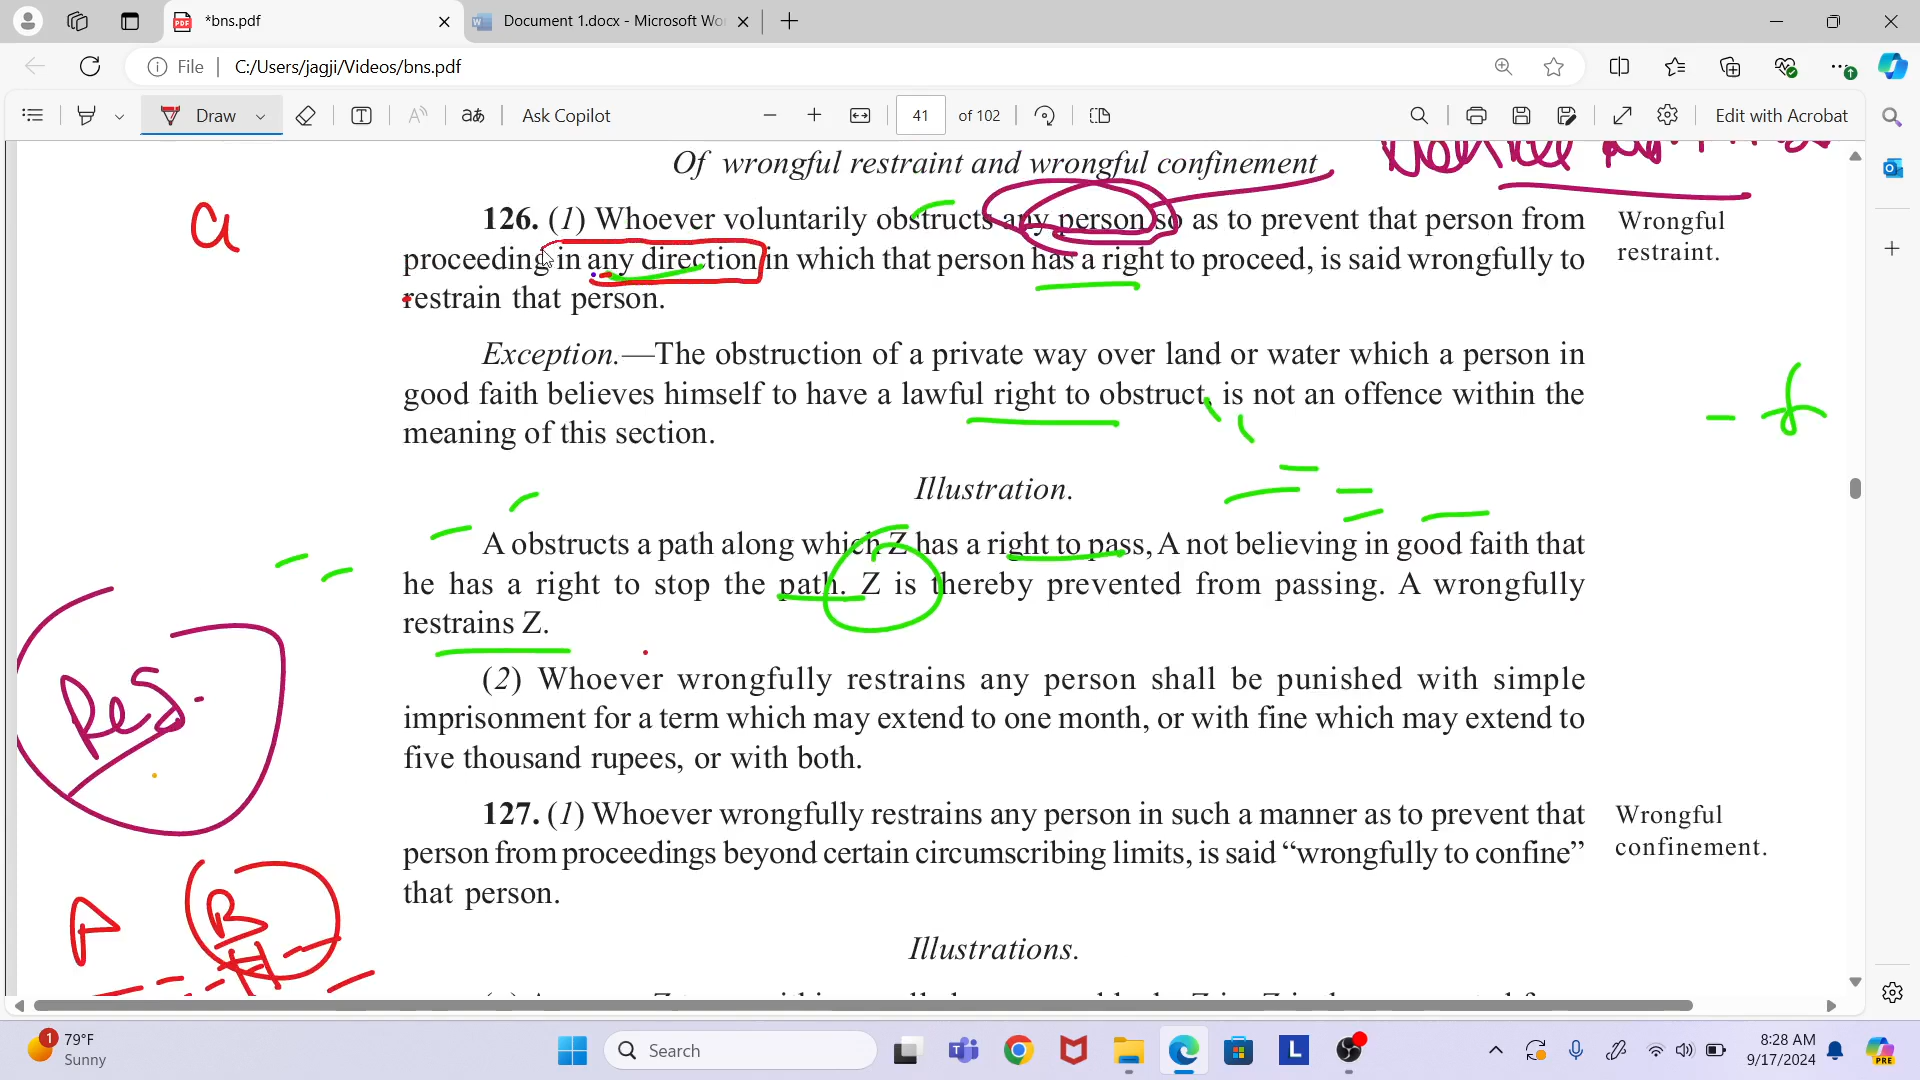 *bns.pdf
Document 1.docx - Microsoft Wo
File
C:/Users/jagji/Videos/bns.pdf
Draw
Ask Copilot
41 of 102
Edit with Acrobat
Of wrongful restraint and wrongful confinement
a
126. (1) Whoever voluntarily obstructs any person so as to prevent that person from
proceeding in any direction in which that person has a right to proceed, is said wrongfully to
restrain that person.
Wrongful
restraint.
Exception.—The obstruction of a private way over land or water which a person in
good faith believes himself to have a lawful right to obstruct, is not an offence within the
meaning of this section.
Illustration.
A obstructs a path along which Z has a right to pass, A not believing in good faith that
he has a right to stop the path. Z is thereby prevented from passing. A wrongfully
restrains Z.
Res.
(2) Whoever wrongfully restrains any person shall be punished with simple
imprisonment for a term which may extend to one month, or with fine which may extend to
five thousand rupees, or with both.
127. (1) Whoever wrongfully restrains any person in such a manner as to prevent that
person from proceedings beyond certain circumscribing limits, is said “wrongfully to confine”
that person.
Wrongful
confinement.
A
B
Illustrations.
79°F
Sunny
Search
8:28 AM
9/17/2024